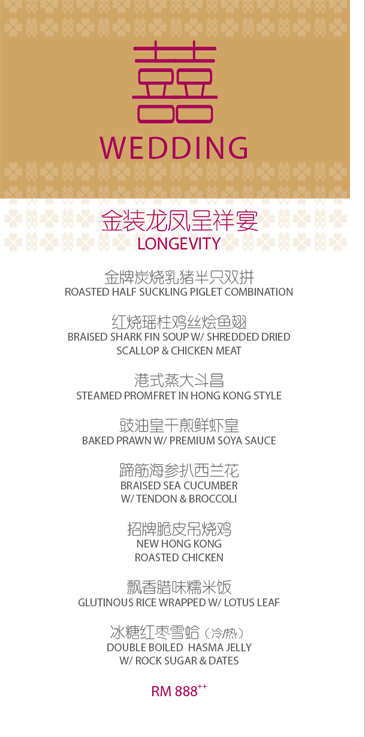 囍
WEDDING
金装龙凤呈祥宴
LONGEVITY
金牌炭烧乳猪半只双拼
ROASTED HALF SUCKLING PIGLET COMBINATION
红烧瑶柱鸡丝烩鱼翅
BRAISED SHARK FIN SOUP W/ SHREDDED DRIED
SCALLOP & CHICKEN MEAT
港式蒸大斗昌
STEAMED PROMFRET IN HONG KONG STYLE
豉油皇干煎鲜虾皇
BAKED PRAWN W/ PREMIUM SOYA SAUCE
蹄筋海参扒西兰花
BRAISED SEA CUCUMBER
W/ TENDON & BROCCOLI
招牌脆皮吊烧鸡
NEW HONG KONG
ROASTED CHICKEN
飘香腊味糯米饭
GLUTINOUS RICE WRAPPED W/ LOTUS LEAF
冰糖红枣雪蛤（冷/热）
DOUBLE BOILED HASMA JELLY
W/ ROCK SUGAR & DATES
RM 888++